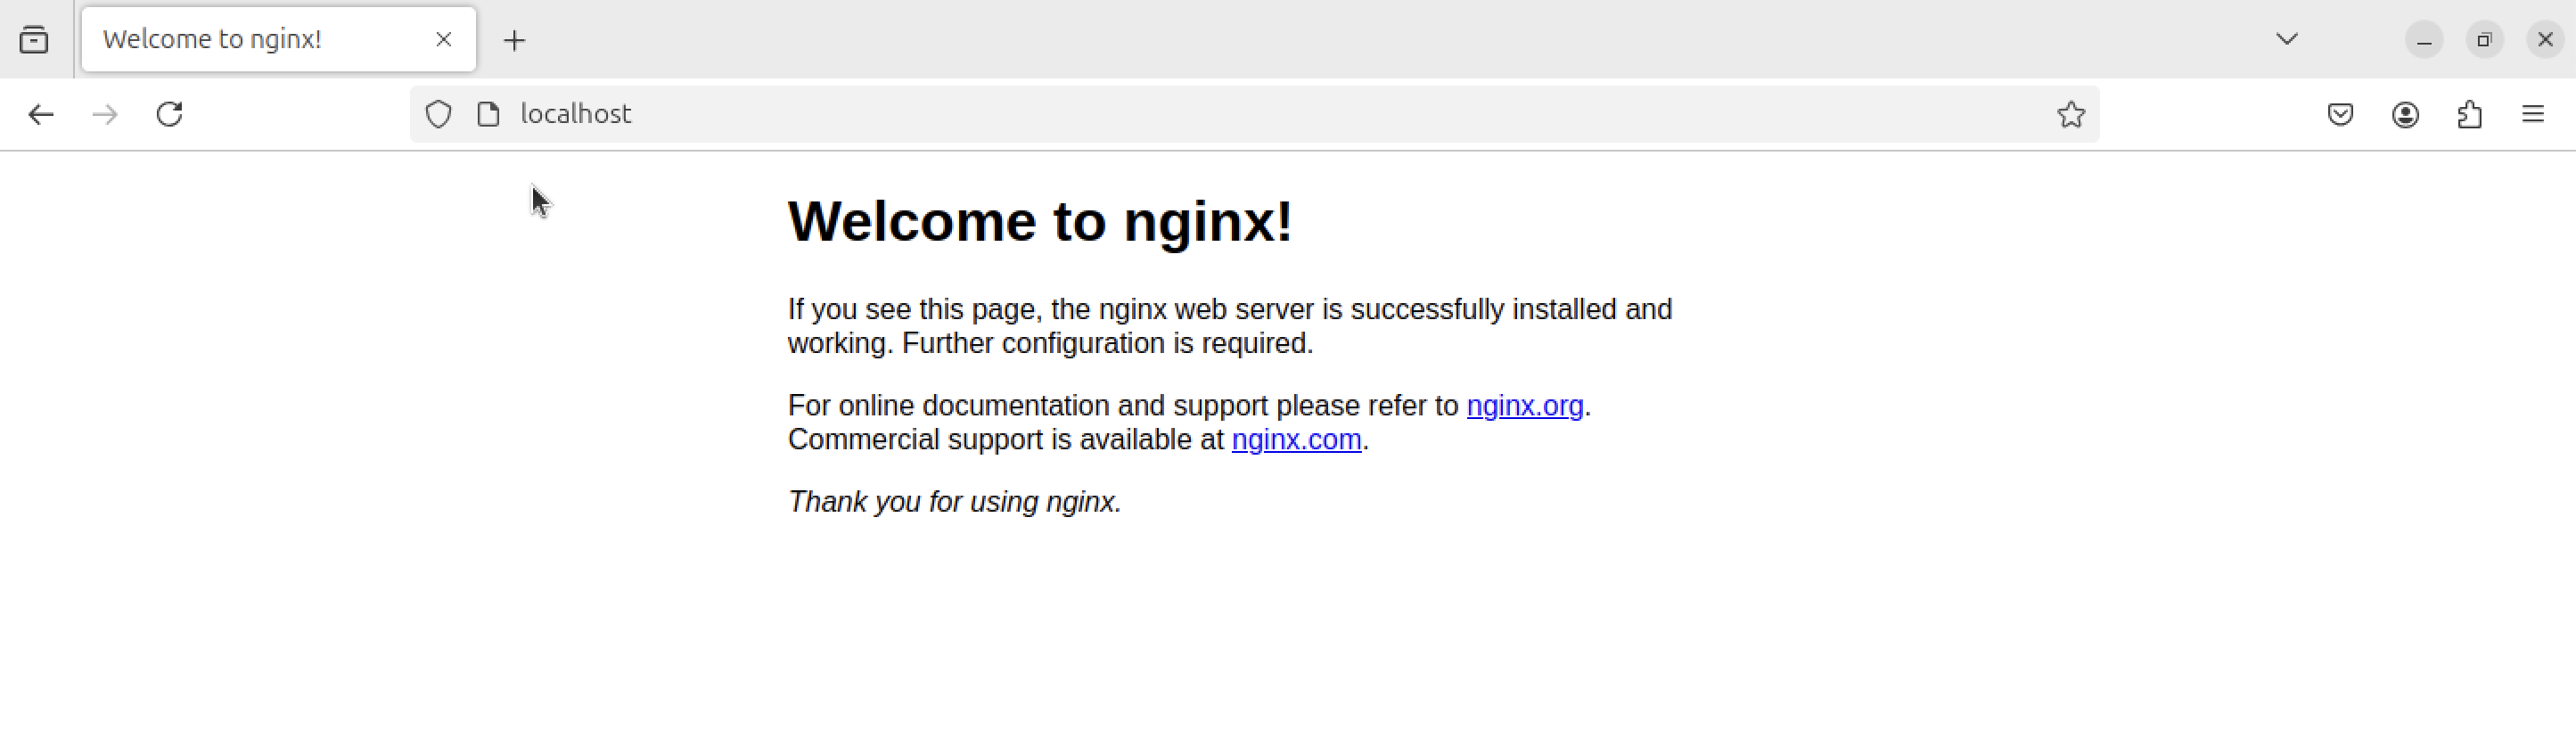 Welcome to nginx!
localhost
Welcome to nginx!
If you see this page, the nginx web server is successfully installed and
working. Further configuration is required.
For online documentation and support please refer to nginx.org.
Commercial support is available at nginx.com.
Thank you for using nginx.